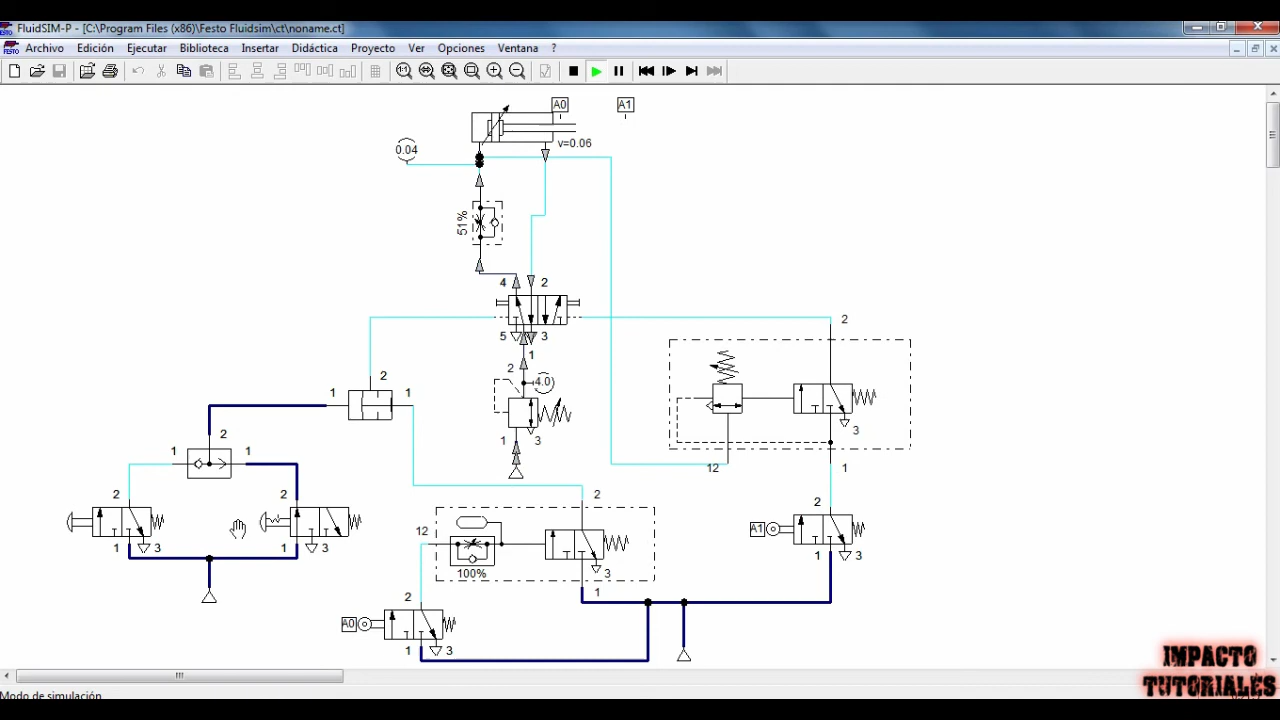 FluidSIM-P - [C:\Program Files (x86)\Festo Fluidsim\ct\noname.ct]
FESTO Archivo Edición Ejecutar Biblioteca Insertar Didáctica Proyecto Ver Opciones Ventana ?
A0 A1
0.04 v=0.06
51%
4 2
5 3
1
2
4.0
2
2
1 1
1 3
3
2
1 1
12 1
2 2
2
2
12
1 3 1 3
A1
1 3
100%
3
1
2
A0
1 3
Modo de simulación
IMPACTO
TUTORIALES